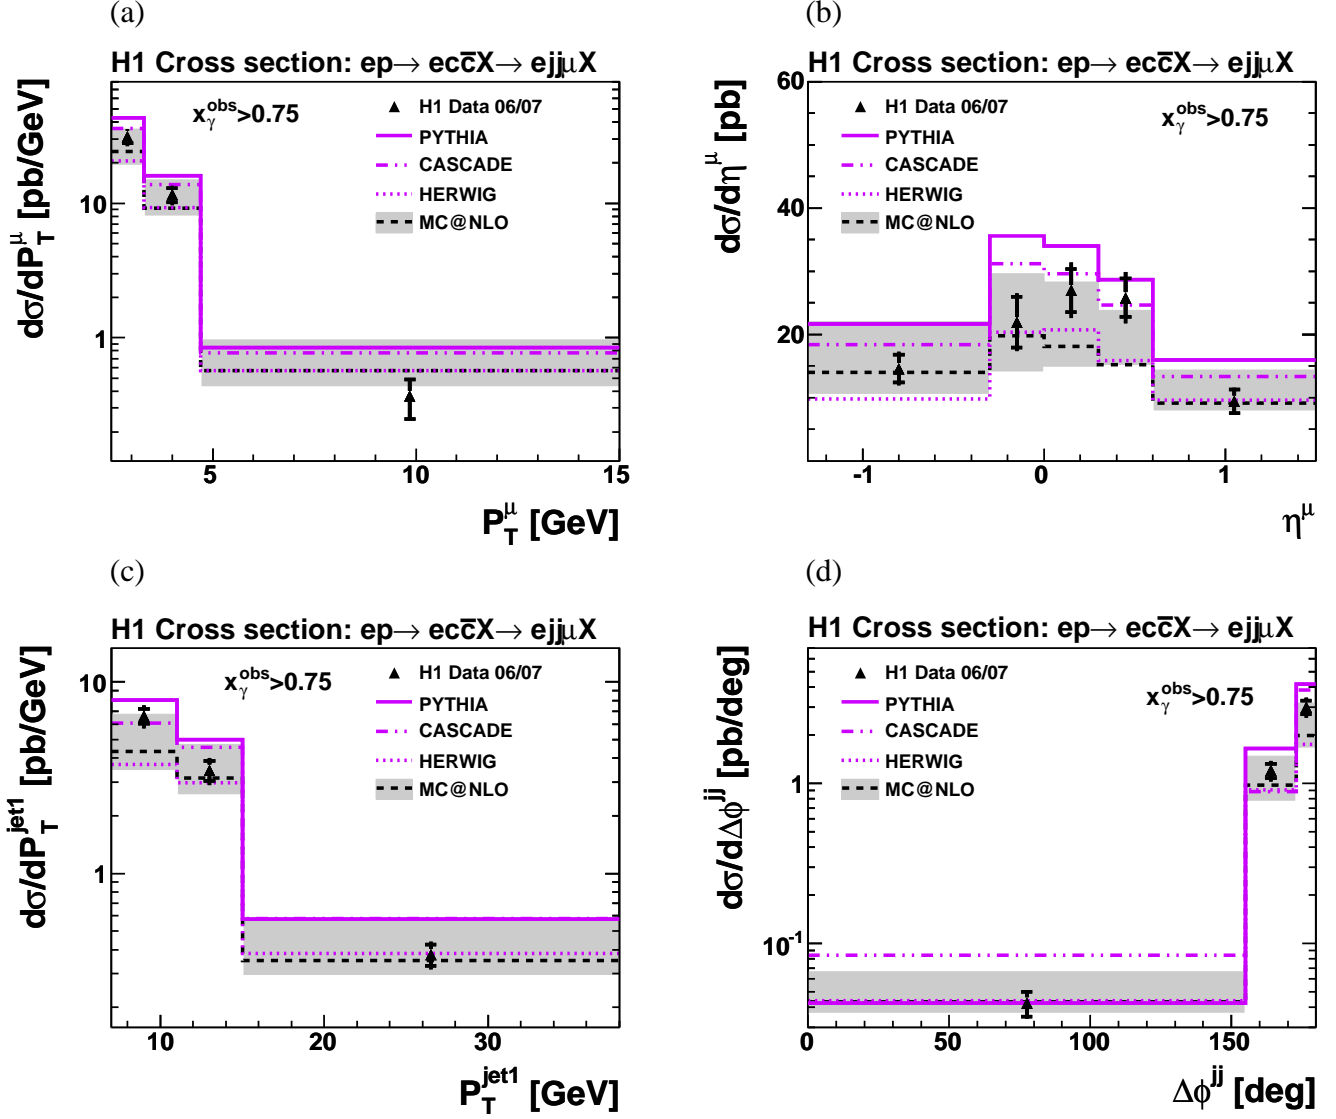 (a)
H1 Cross section: ep→ ecc̅X→ ejjμX
dσ/dP_T^μ [pb/GeV]
x_γ^obs>0.75
H1 Data 06/07
PYTHIA
CASCADE
HERWIG
MC@NLO
10
1
5 10 15
P_T^μ [GeV]
(b)
H1 Cross section: ep→ ecc̅X→ ejjμX
dσ/dη^μ [pb]
x_γ^obs>0.75
H1 Data 06/07
PYTHIA
CASCADE
HERWIG
MC@NLO
60
40
20
-1 0 1
η^μ
(c)
H1 Cross section: ep→ ecc̅X→ ejjμX
dσ/dP_T^jet1 [pb/GeV]
x_γ^obs>0.75
H1 Data 06/07
PYTHIA
CASCADE
HERWIG
MC@NLO
10
1
10 20 30
P_T^jet1 [GeV]
(d)
H1 Cross section: ep→ ecc̅X→ ejjμX
dσ/dΔϕ^jj [pb/deg]
x_γ^obs>0.75
H1 Data 06/07
PYTHIA
CASCADE
HERWIG
MC@NLO
1
10^-1
0 50 100 150
Δϕ^jj [deg]